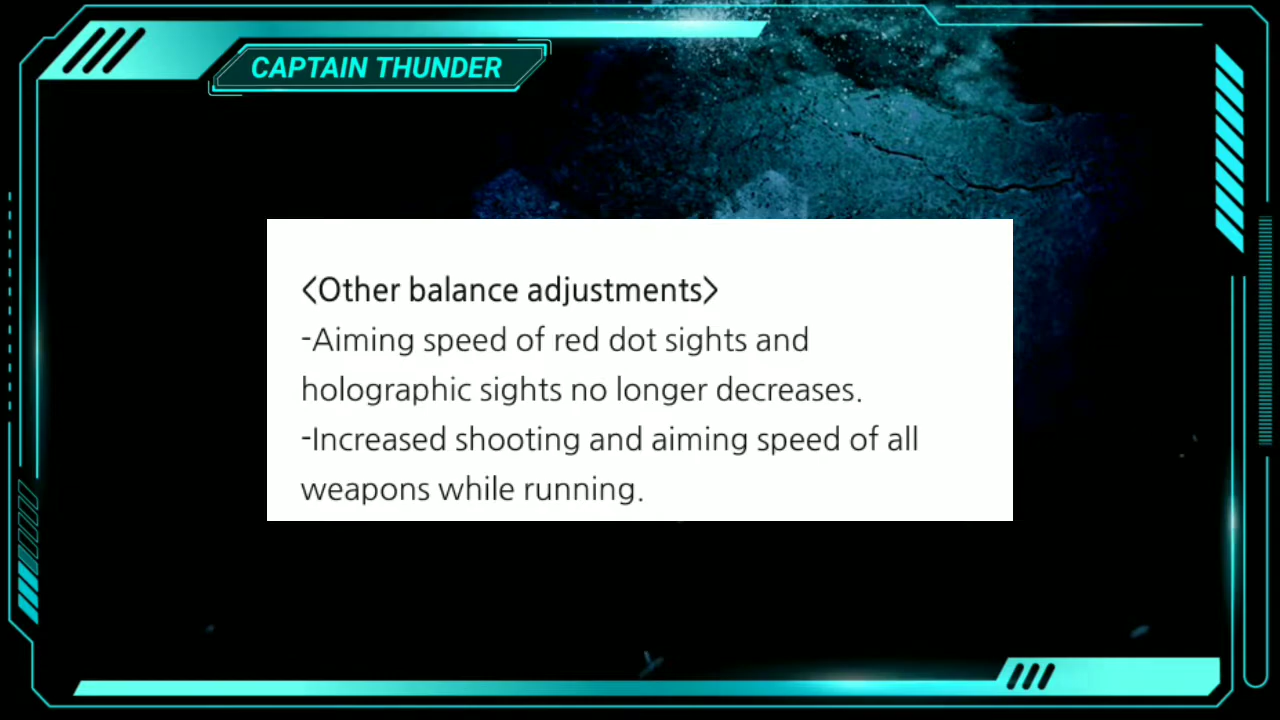 CAPTAIN THUNDER
<Other balance adjustments>
-Aiming speed of red dot sights and
holographic sights no longer decreases.
-Increased shooting and aiming speed of all
weapons while running.